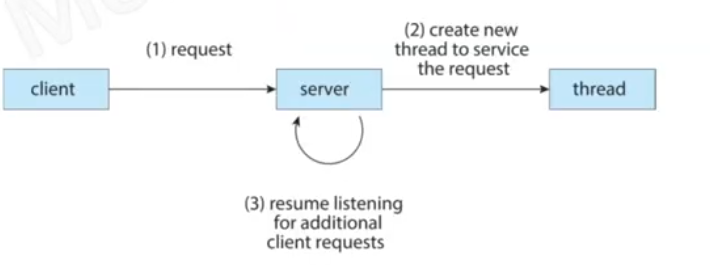 (1) request
(2) create new
thread to service
the request
client
server
thread
(3) resume listening
for additional
client requests